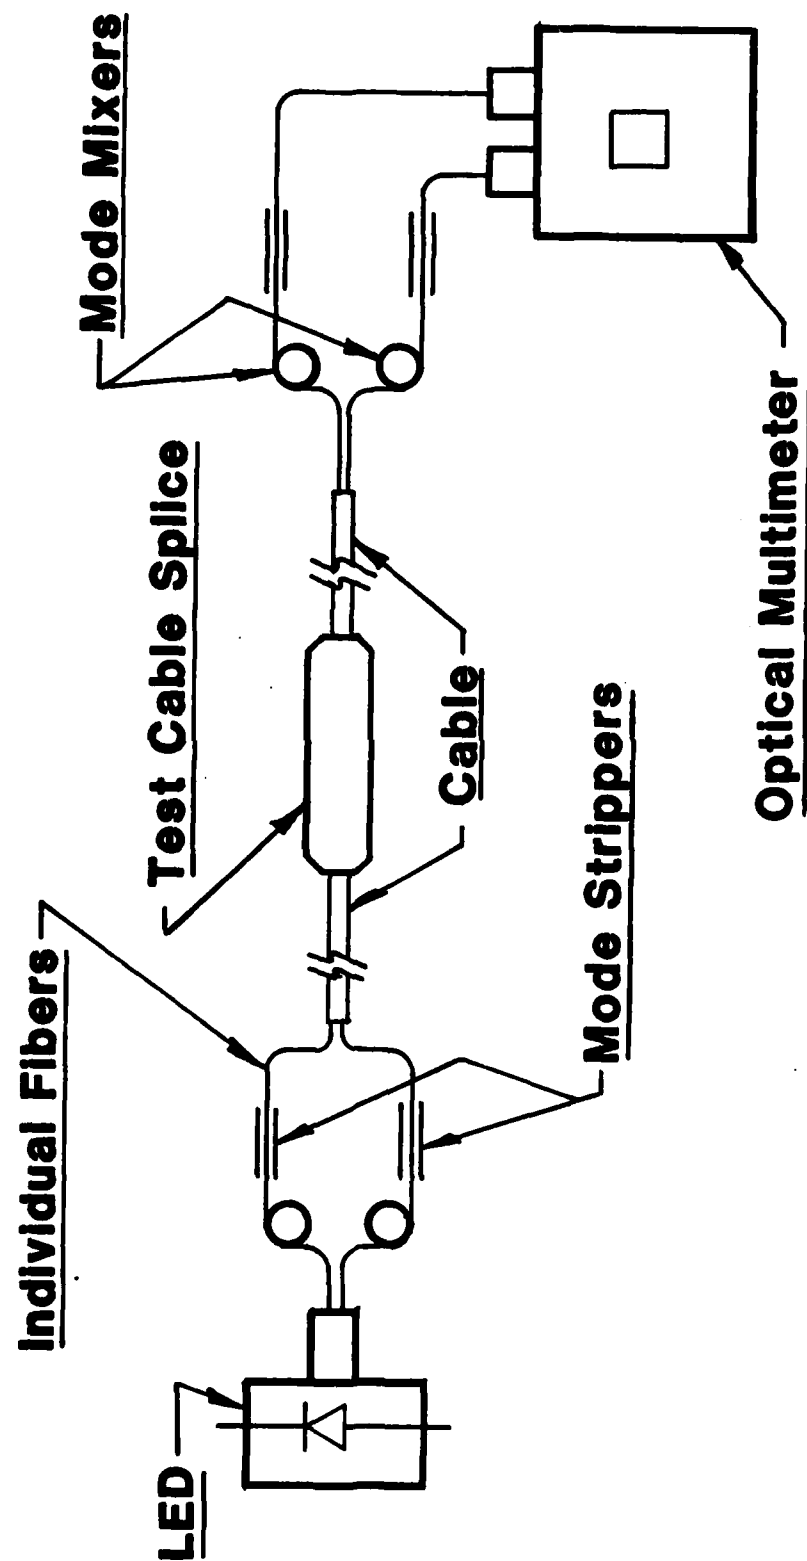 Individual Fibers
Mode Mixers
Test Cable Splice
LED
Cable
Mode Strippers
Optical Multimeter